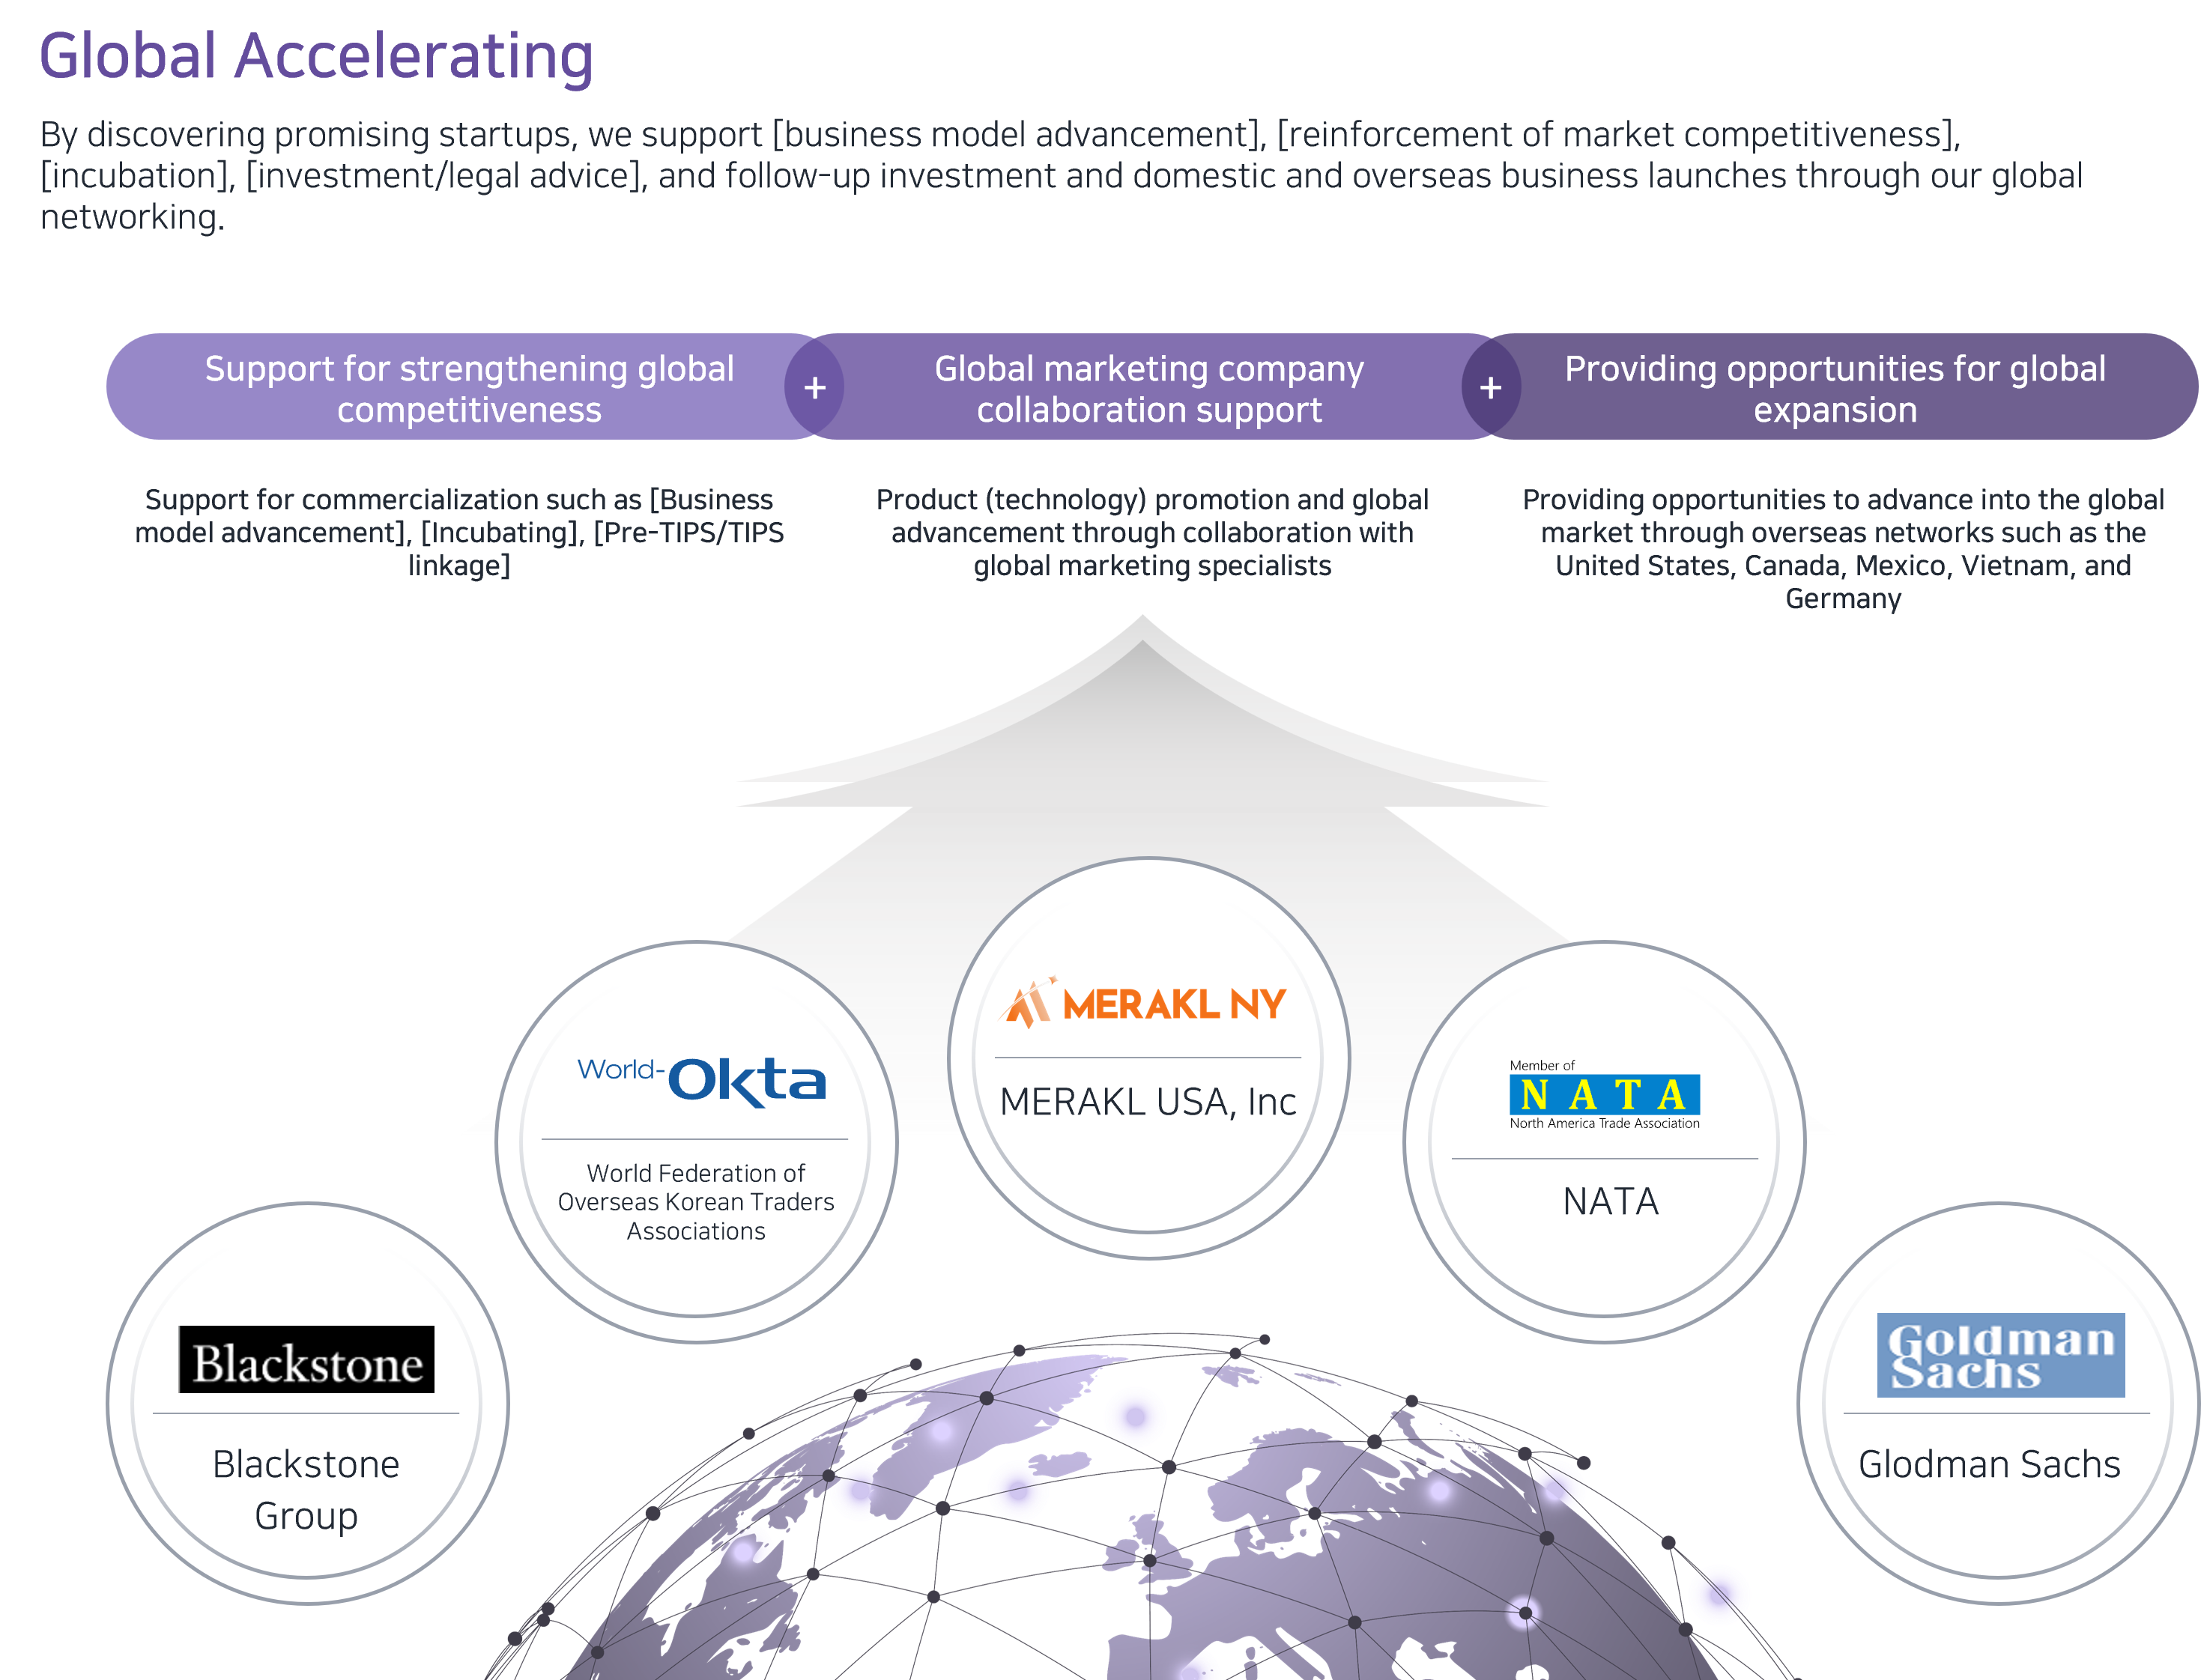 Global Accelerating
By discovering promising startups, we support [business model advancement], [reinforcement of market competitiveness],
[incubation], [investment/legal advice], and follow-up investment and domestic and overseas business launches through our global
networking.
Support for strengthening global
competitiveness
+
Global marketing company
collaboration support
+
Providing opportunities for global
expansion
Support for commercialization such as [Business
model advancement], [Incubating], [Pre-TIPS/TIPS
linkage]
Product (technology) promotion and global
advancement through collaboration with
global marketing specialists
Providing opportunities to advance into the global
market through overseas networks such as the
United States, Canada, Mexico, Vietnam, and
Germany
Blackstone
Blackstone
Group
World-Okta
World Federation of
Overseas Korean Traders
Associations
MERAKL NY
MERAKL USA, Inc
Member of
NATA
North America Trade Association
NATA
Goldman
Sachs
Glodman Sachs